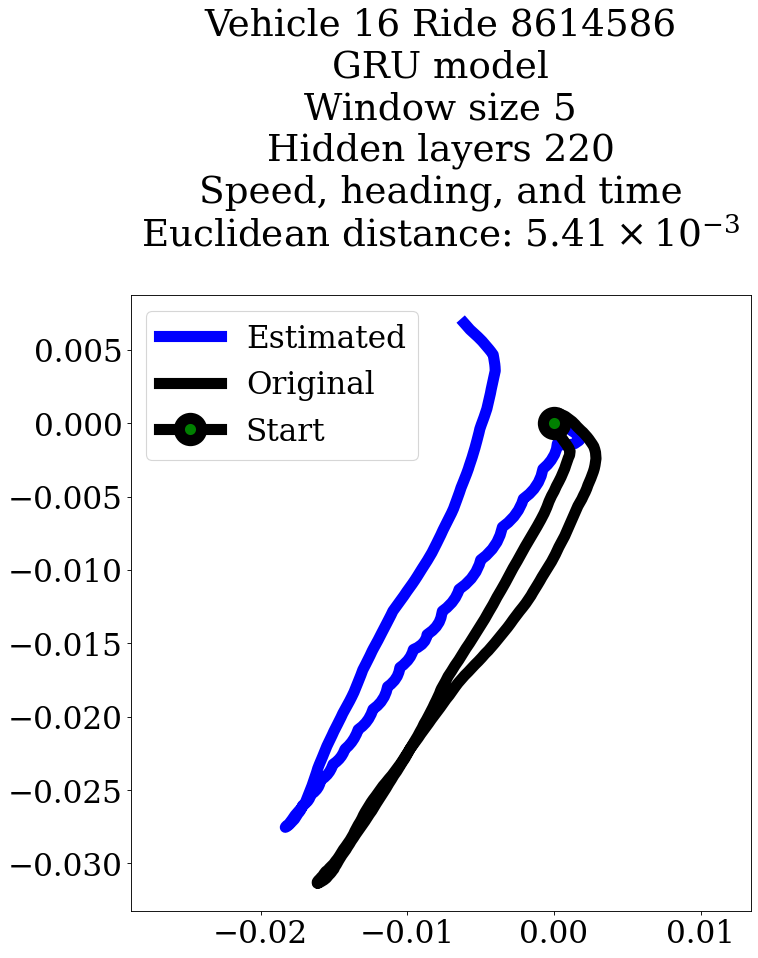 Vehicle 16 Ride 8614586
GRU model
Window size 5
Hidden layers 220
Speed, heading, and time
Euclidean distance: 5.41 × 10⁻³
Estimated
Original
Start
0.005
0.000
−0.005
−0.010
−0.015
−0.020
−0.025
−0.030
−0.02
−0.01
0.00
0.01